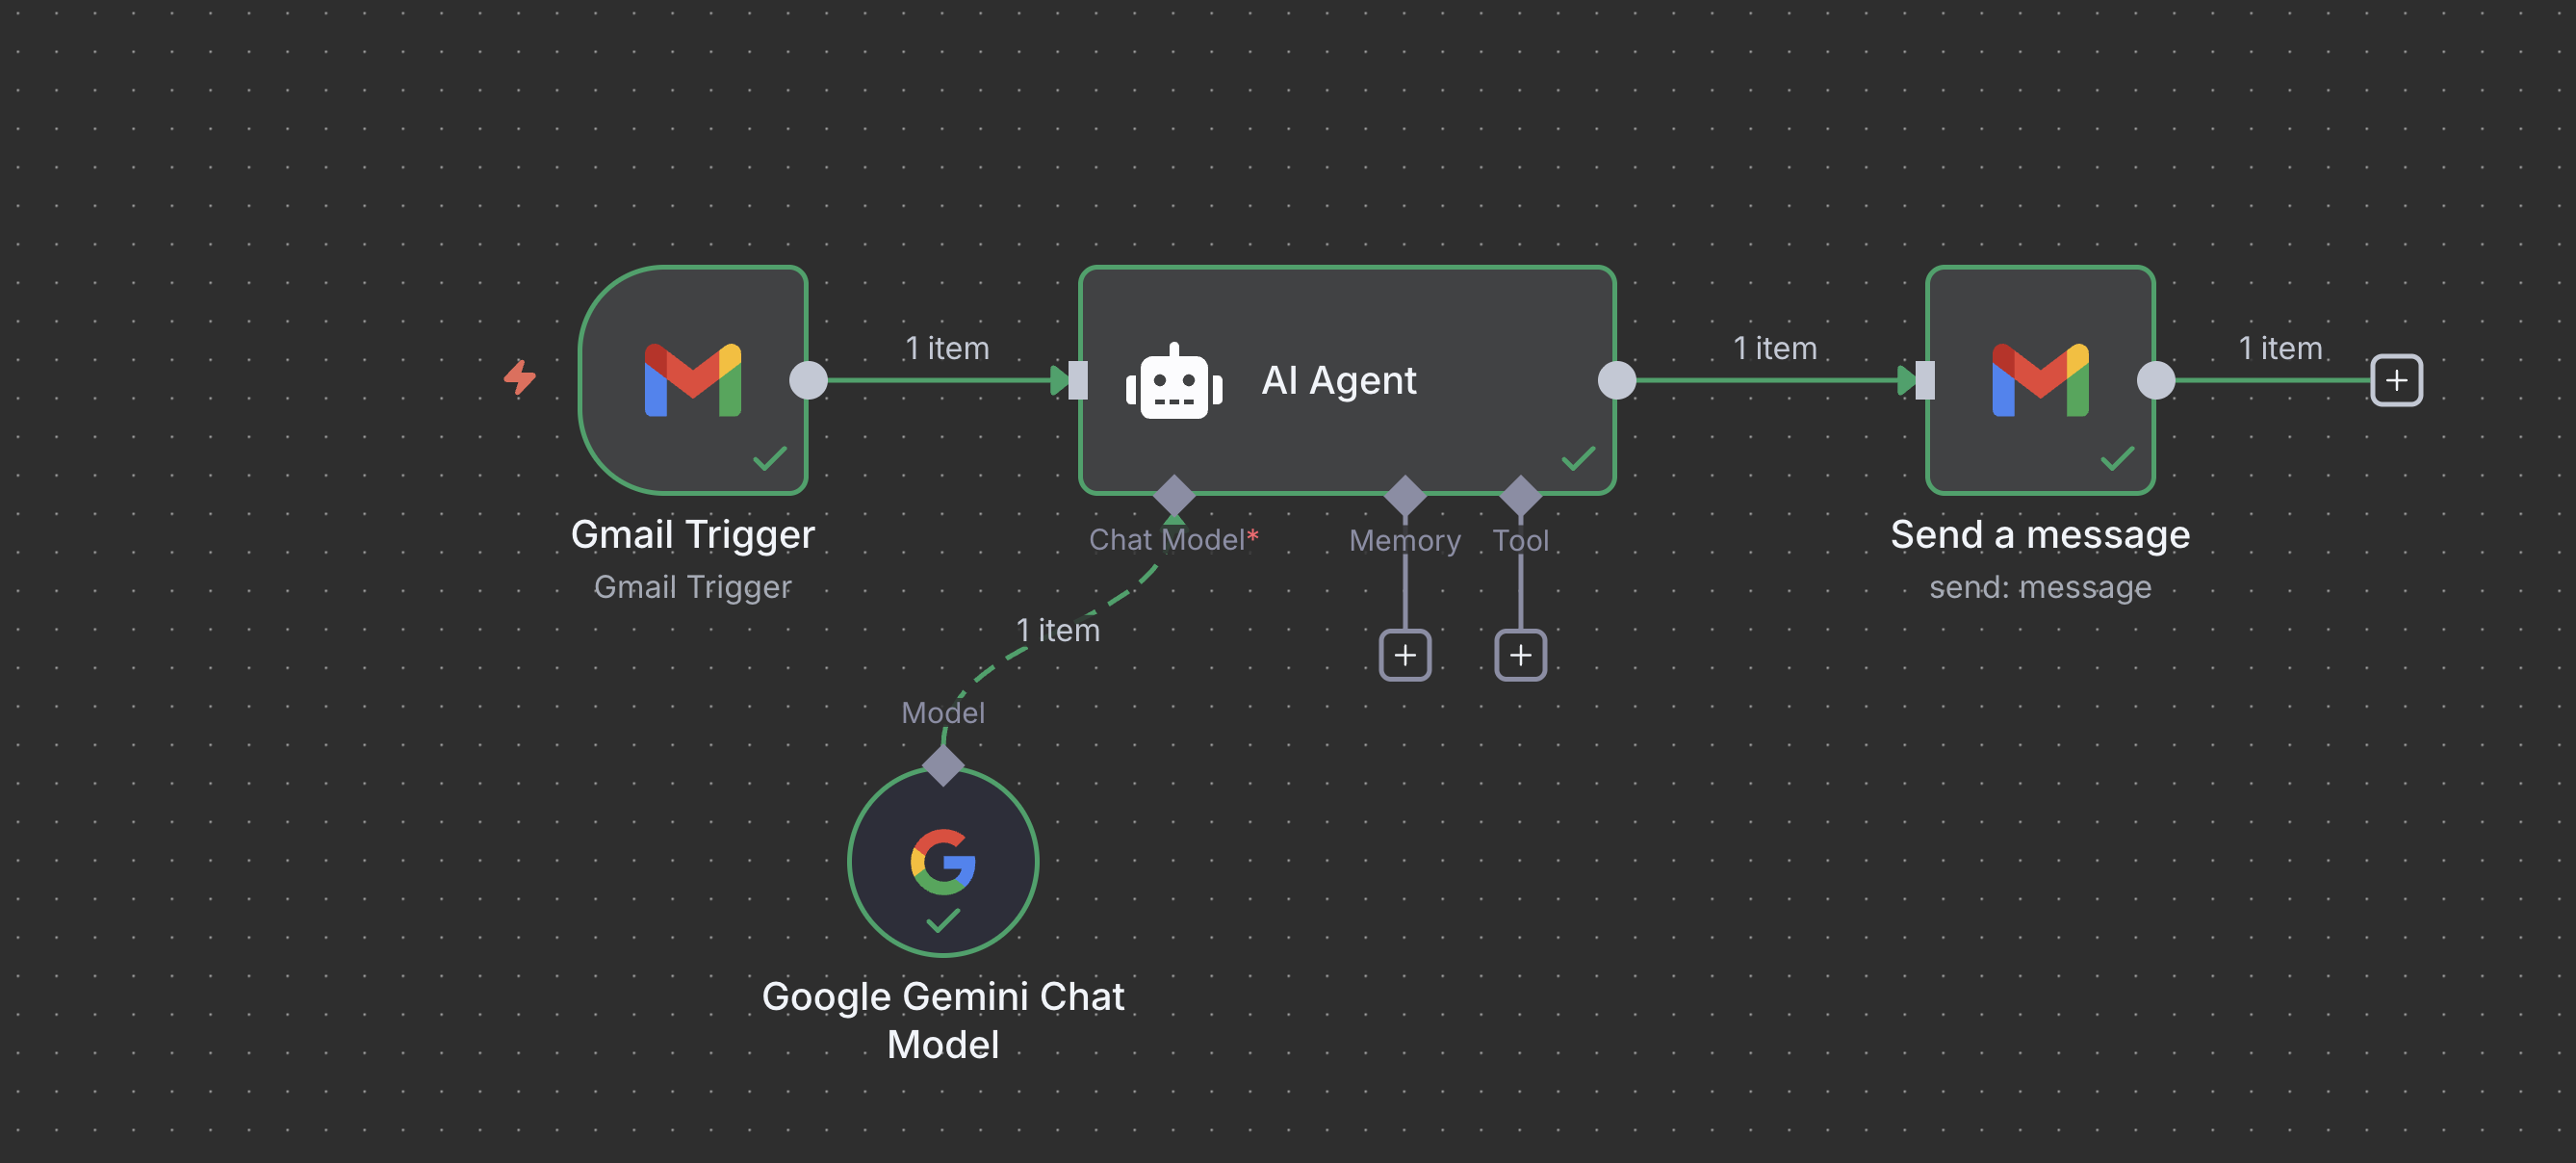 1 item
1 item
1 item
AI Agent
Gmail Trigger
Gmail Trigger
Chat Model*
Memory
Tool
Send a message
send: message
1 item
Model
Google Gemini Chat
Model